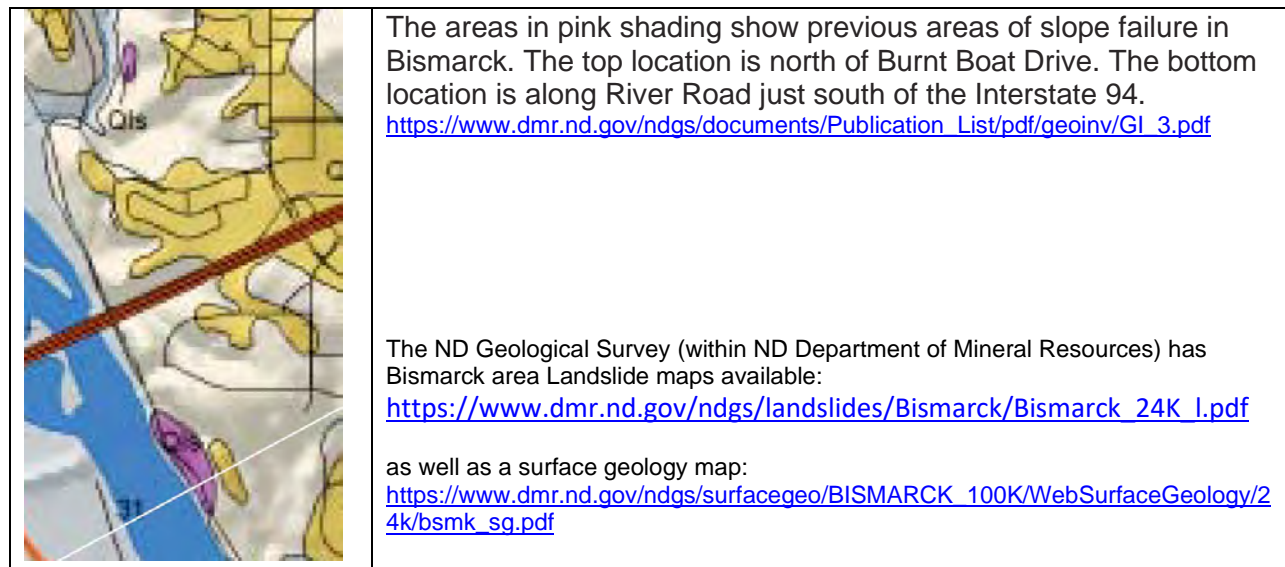 Qls
31
The areas in pink shading show previous areas of slope failure in
Bismarck. The top location is north of Burnt Boat Drive. The bottom
location is along River Road just south of the Interstate 94.
https://www.dmr.nd.gov/ndgs/documents/Publication_List/pdf/geoinv/GI_3.pdf
The ND Geological Survey (within ND Department of Mineral Resources) has
Bismarck area Landslide maps available:
https://www.dmr.nd.gov/ndgs/landslides/Bismarck/Bismarck_24K_l.pdf
as well as a surface geology map:
https://www.dmr.nd.gov/ndgs/surfacegeo/BISMARCK_100K/WebSurfaceGeology/2
4k/bsmk_sg.pdf